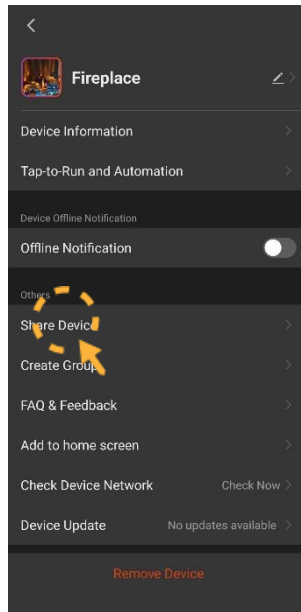 Fireplace
Device Information
Tap-to-Run and Automation
Device Offline Notification
Offline Notification
Others
Share Device
Create Group
FAQ & Feedback
Add to home screen
Check Device Network Check Now
Device Update No updates available
Remove Device